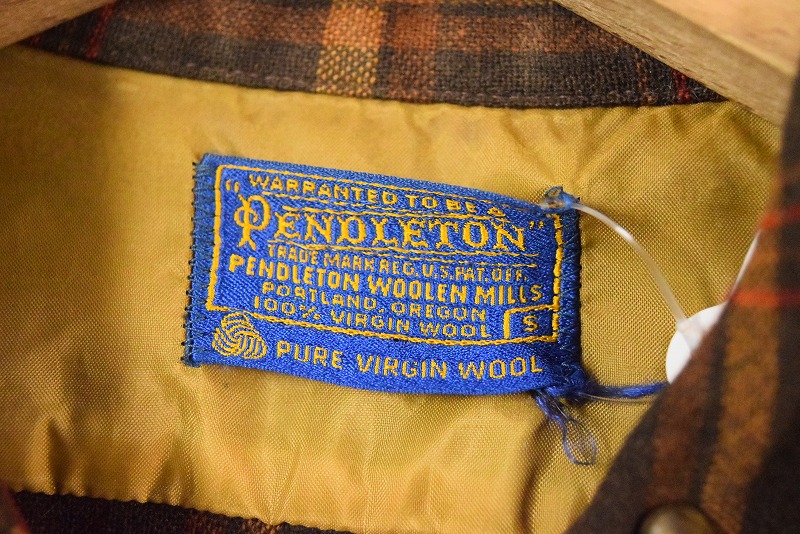 WARRANTED TO BE A
"PENDLETON"
TRADE MARK REG. U.S. PAT. OFF.
PENDLETON WOOLEN MILLS
PORTLAND, OREGON
100% VIRGIN WOOL S
PURE VIRGIN WOOL